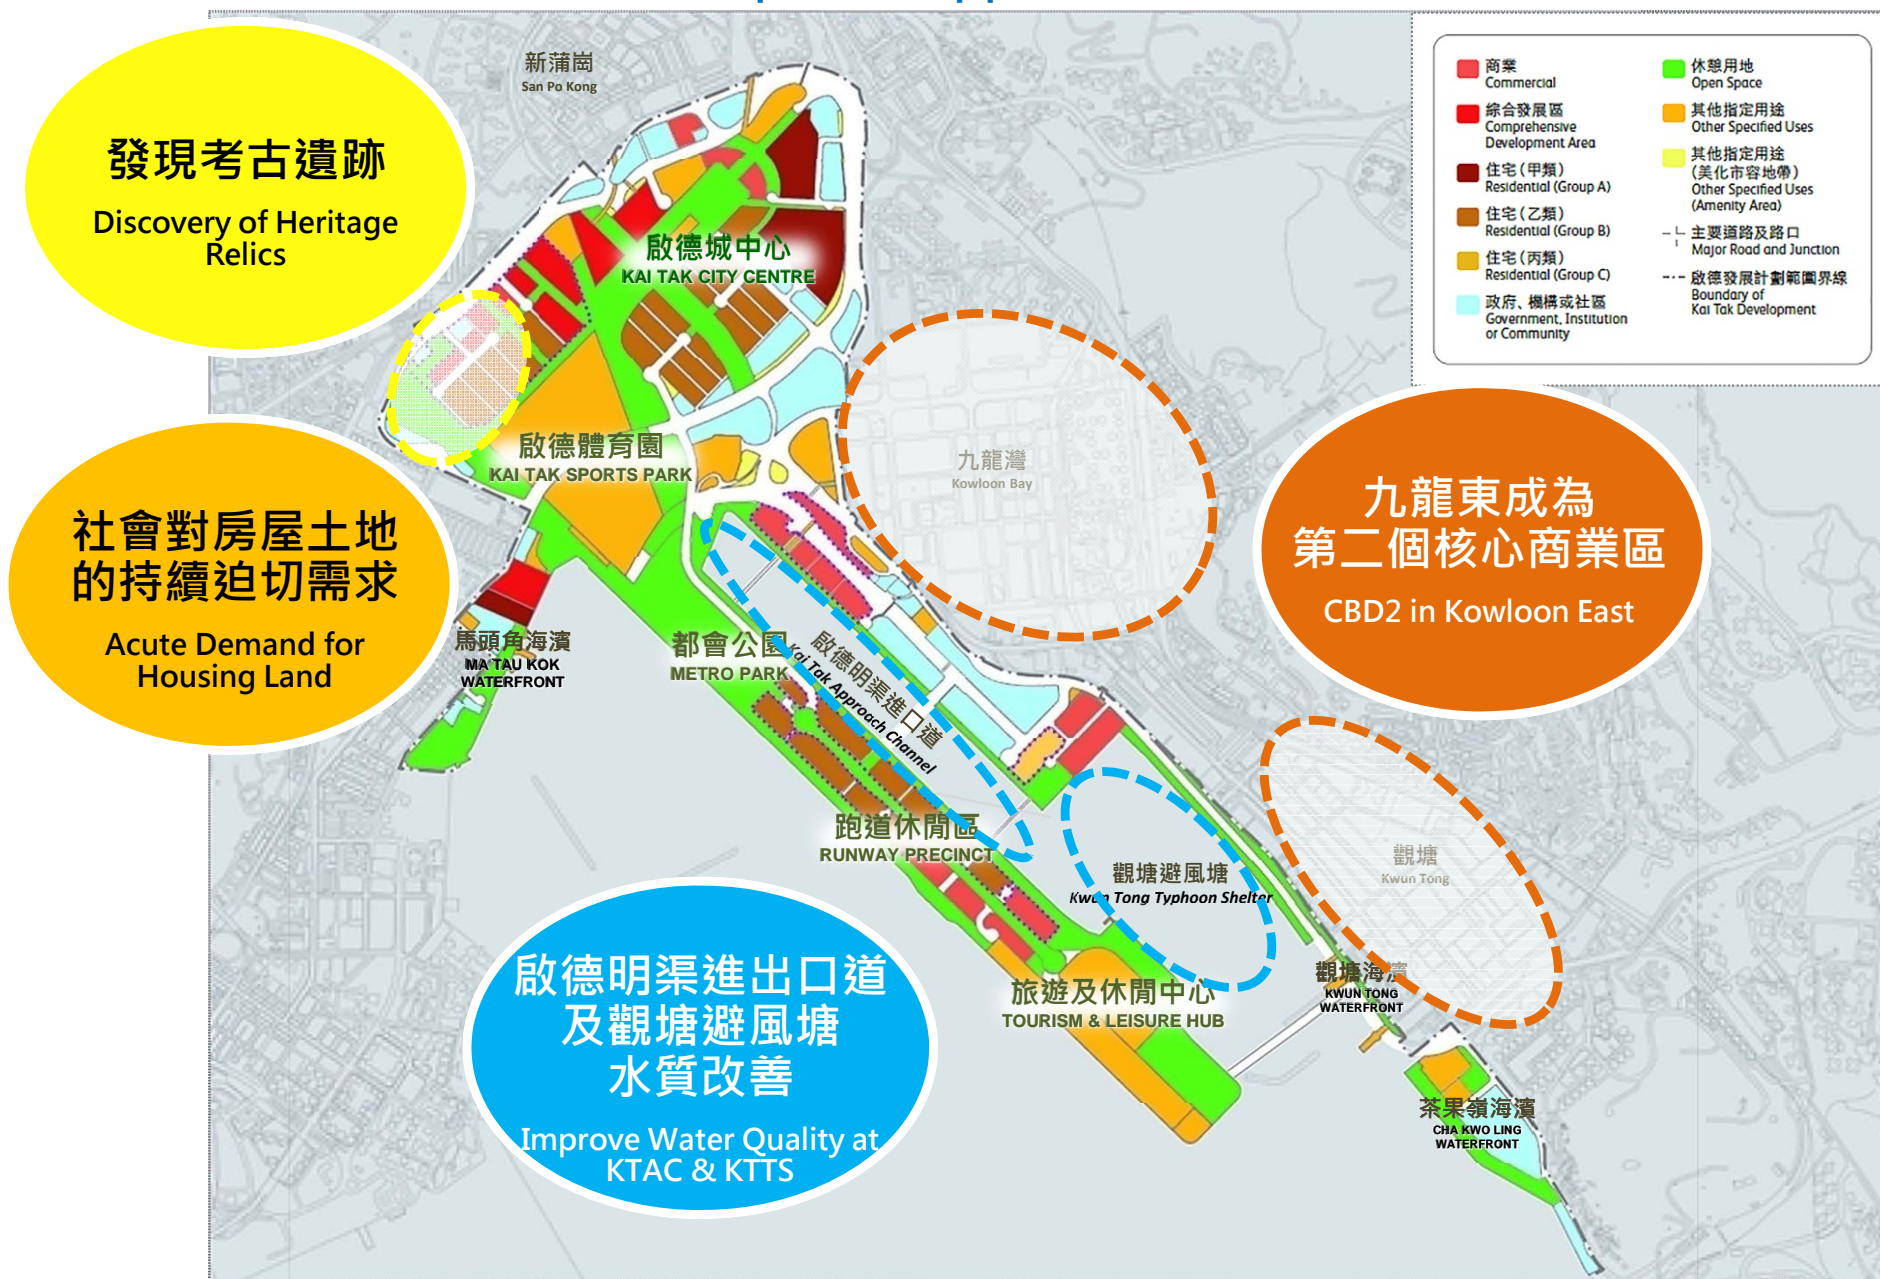 新蒲崗
San Po Kong
發現考古遺跡
Discovery of Heritage
Relics
商業
Commercial
綜合發展區
Comprehensive
Development Area
住宅(甲類)
Residential (Group A)
住宅(乙類)
Residential (Group B)
住宅(丙類)
Residential (Group C)
政府、機構或社區
Government, Institution
or Community
休憩用地
Open Space
其他指定用途
Other Specified Uses
其他指定用途
(美化市容地帶)
Other Specified Uses
(Amenity Area)
主要道路及路口
Major Road and Junction
啟德發展計劃範圍界線
Boundary of
Kai Tak Development
啟德城中心
KAI TAK CITY CENTRE
啟德體育園
KAI TAK SPORTS PARK
九龍灣
Kowloon Bay
社會對房屋土地
的持續迫切需求
Acute Demand for
Housing Land
九龍東成為
第二個核心商業區
CBD2 in Kowloon East
馬頭角海濱
MA TAU KOK
WATERFRONT
都會公園
METRO PARK
啟德明渠進口道
Kai Tak Approach Channel
跑道休閒區
RUNWAY PRECINCT
觀塘避風塘
Kwun Tong Typhoon Shelter
觀塘
Kwun Tong
啟德明渠進出口道
及觀塘避風塘
水質改善
Improve Water Quality at
KTAC & KTTS
旅遊及休閒中心
TOURISM & LEISURE HUB
觀塘海濱
KWUN TONG
WATERFRONT
茶果嶺海濱
CHA KWO LING
WATERFRONT